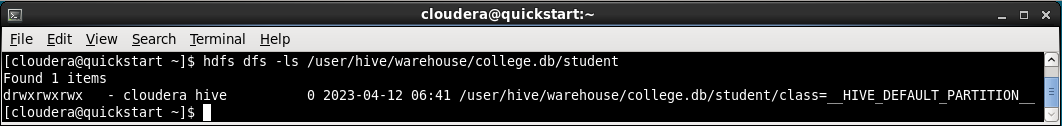 cloudera@quickstart:~
File Edit View Search Terminal Help
[cloudera@quickstart ~]$ hdfs dfs -ls /user/hive/warehouse/college.db/student
Found 1 items
drwxrwxrwx   - cloudera hive          0 2023-04-12 06:41 /user/hive/warehouse/college.db/student/class=__HIVE_DEFAULT_PARTITION__
[cloudera@quickstart ~]$